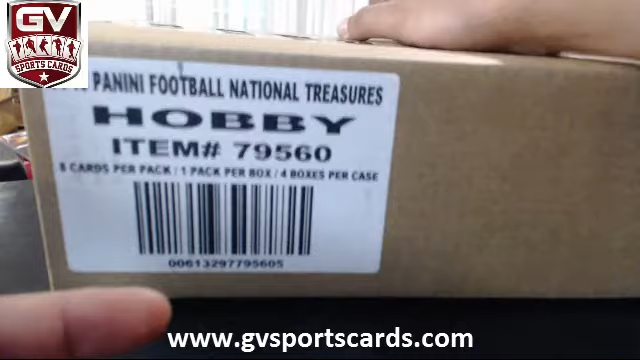 GV
SPORTS CARDS
PANINI FOOTBALL NATIONAL TREASURES
HOBBY
ITEM# 79560
8 CARDS PER PACK / 1 PACK PER BOX / 4 BOXES PER CASE
00613297795605
www.gvsportscards.com